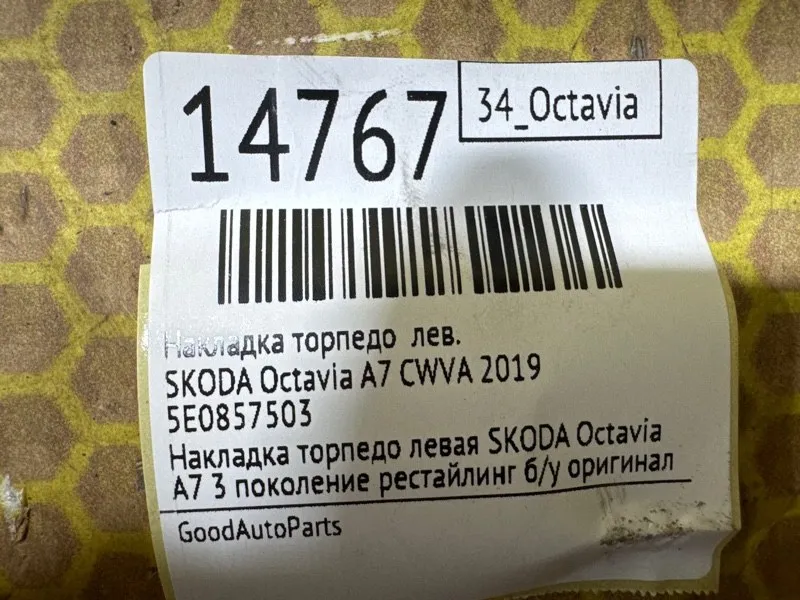 14767
34_Octavia
Накладка торпедо лев.
SKODA Octavia A7 CWVA 2019
5E0857503
Накладка торпедо левая SKODA Octavia
A7 3 поколение рестайлинг б/у оригинал
GoodAutoParts